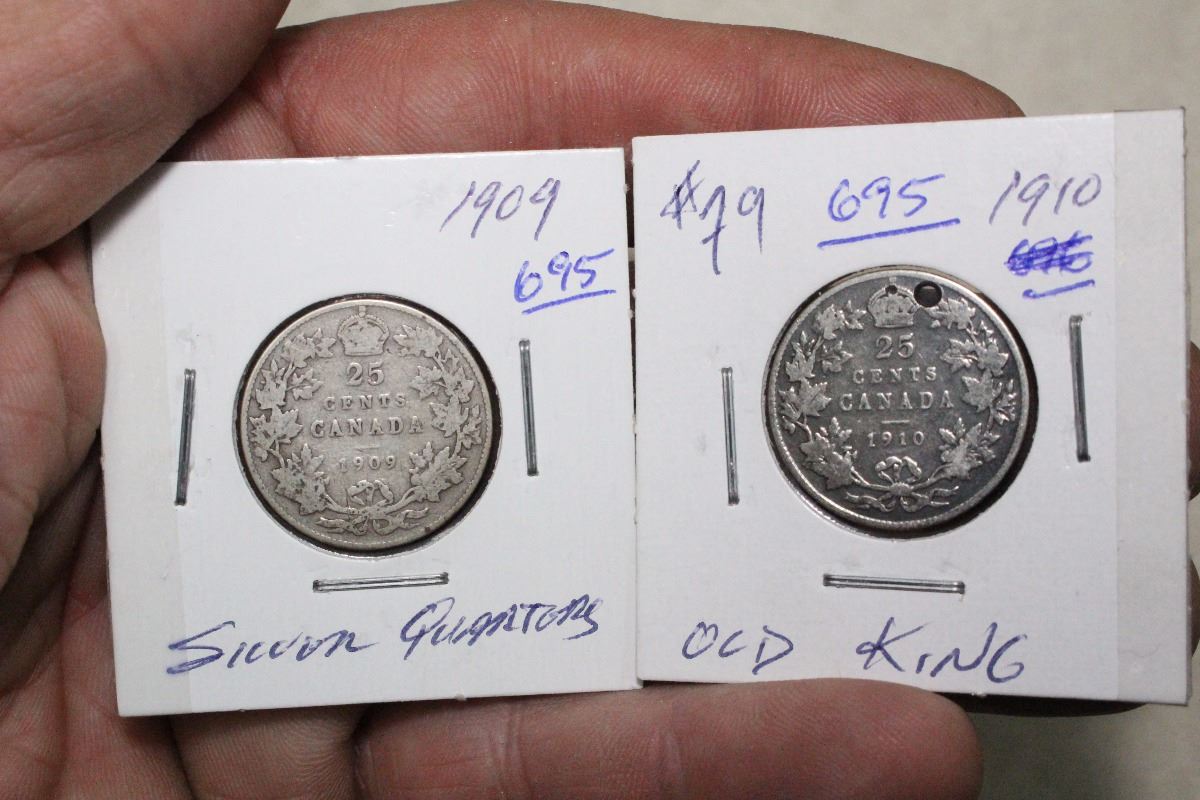 1909
695
25
CENTS
CANADA
1909
SILVER QUARTERS
$79 695 1910
25
CENTS
CANADA
1910
OLD KING